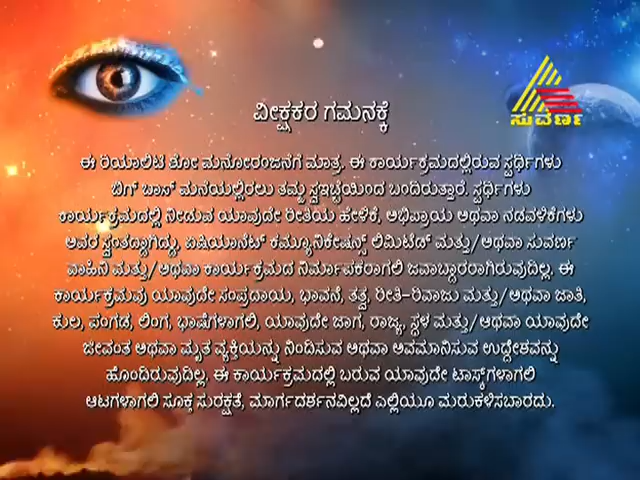 ವೀಕ್ಷಕರ ಗಮನಕ್ಕೆ
ಸುವರ್ಣ
ಈ ರಿಯಾಲಿಟಿ ಶೋ ಮನೋರಂಜನೆಗೆ ಮಾತ್ರ. ಈ ಕಾರ್ಯಕ್ರಮದಲ್ಲಿರುವ ಸ್ಪರ್ಧಿಗಳು
ಬಿಗ್ ಬಾಸ್ ಮನೆಯಲ್ಲಿರಲು ತಮ್ಮ ಸ್ವಇಚ್ಛೆಯಿಂದ ಬಂದಿರುತ್ತಾರೆ. ಸ್ಪರ್ಧಿಗಳು
ಕಾರ್ಯಕ್ರಮದಲ್ಲಿ ನೀಡುವ ಯಾವುದೇ ರೀತಿಯ ಹೇಳಿಕೆ, ಅಭಿಪ್ರಾಯ ಅಥವಾ ನಡವಳಿಕೆಗಳು
ಅವರ ಸ್ವಂತದ್ದಾಗಿದ್ದು, ಏಷಿಯಾನೆಟ್ ಕಮ್ಯೂನಿಕೇಷನ್ಸ್ ಲಿಮಿಟೆಡ್ ಮತ್ತು/ಅಥವಾ ಸುವರ್ಣ
ವಾಹಿನಿ ಮತ್ತು/ಅಥವಾ ಕಾರ್ಯಕ್ರಮದ ನಿರ್ಮಾಪಕರಾಗಲಿ ಜವಾಬ್ದಾರರಾಗಿರುವುದಿಲ್ಲ. ಈ
ಕಾರ್ಯಕ್ರಮವು ಯಾವುದೇ ಸಂಪ್ರದಾಯ, ಭಾವನೆ, ತತ್ವ, ರೀತಿ-ರಿವಾಜು ಮತ್ತು/ಅಥವಾ ಜಾತಿ,
ಕುಲ, ಪಂಗಡ, ಲಿಂಗ, ಭಾಷೆಗಳಾಗಲಿ, ಯಾವುದೇ ಜಾಗ, ರಾಜ್ಯ, ಸ್ಥಳ ಮತ್ತು/ಆಥವಾ ಯಾವುದೇ
ಜೀವಂತ ಅಥವಾ ಮೃತ ವ್ಯಕ್ತಿಯನ್ನು ನಿಂದಿಸುವ ಅಥವಾ ಅವಮಾನಿಸುವ ಉದ್ದೇಶವನ್ನು
ಹೊಂದಿರುವುದಿಲ್ಲ. ಈ ಕಾರ್ಯಕ್ರಮದಲ್ಲಿ ಬರುವ ಯಾವುದೇ ಟಾಸ್ಕ್‌ಗಳಾಗಲಿ
ಆಟಗಳಾಗಲಿ ಸೂಕ್ತ ಸುರಕ್ಷತೆ, ಮಾರ್ಗದರ್ಶನವಿಲ್ಲದೆ ಎಲ್ಲಿಯೂ ಮರುಕಳಿಸಬಾರದು.